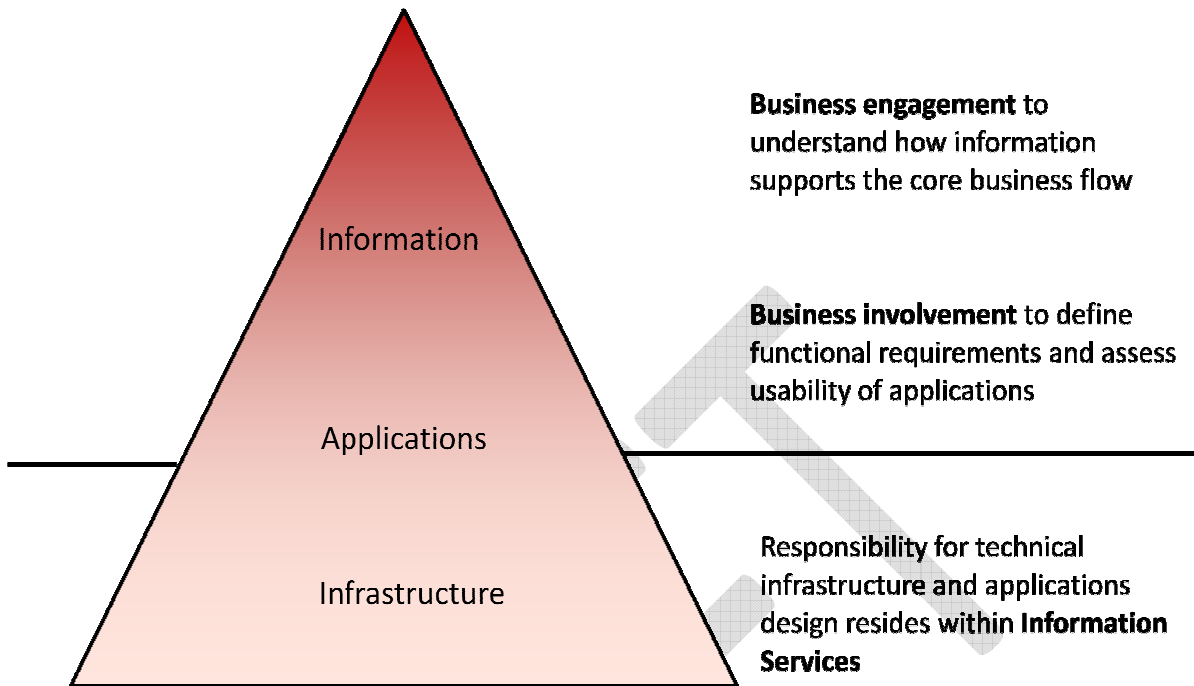 Business engagement to
understand how information
supports the core business flow
Information
Business involvement to define
functional requirements and assess
usability of applications
Applications
Responsibility for technical
infrastructure and applications
design resides within Information
Services
Infrastructure